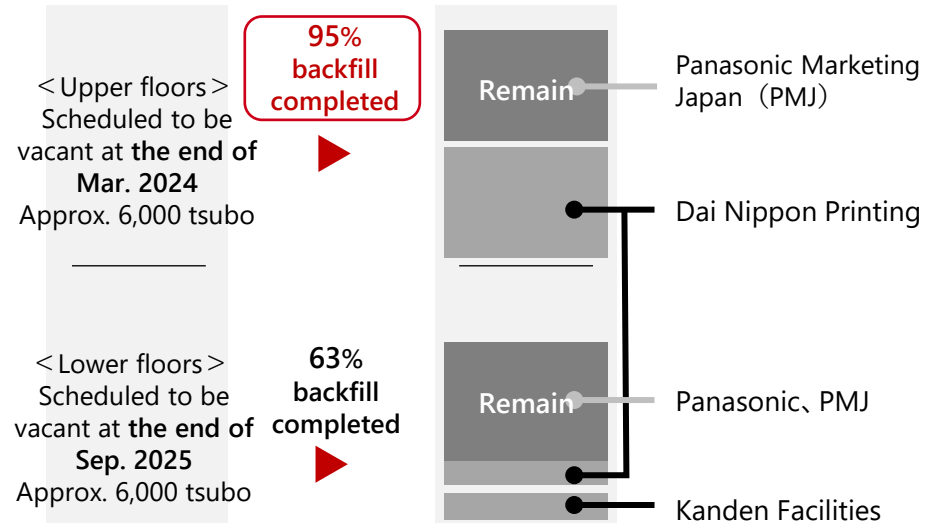 ＜Upper floors＞
Scheduled to be
vacant at the end of
Mar. 2024
Approx. 6,000 tsubo
95%
backfill
completed
Remain
Panasonic Marketing
Japan（PMJ）
Dai Nippon Printing
＜Lower floors＞
Scheduled to be
vacant at the end of
Sep. 2025
Approx. 6,000 tsubo
63%
backfill
completed
Remain
Panasonic、PMJ
Kanden Facilities